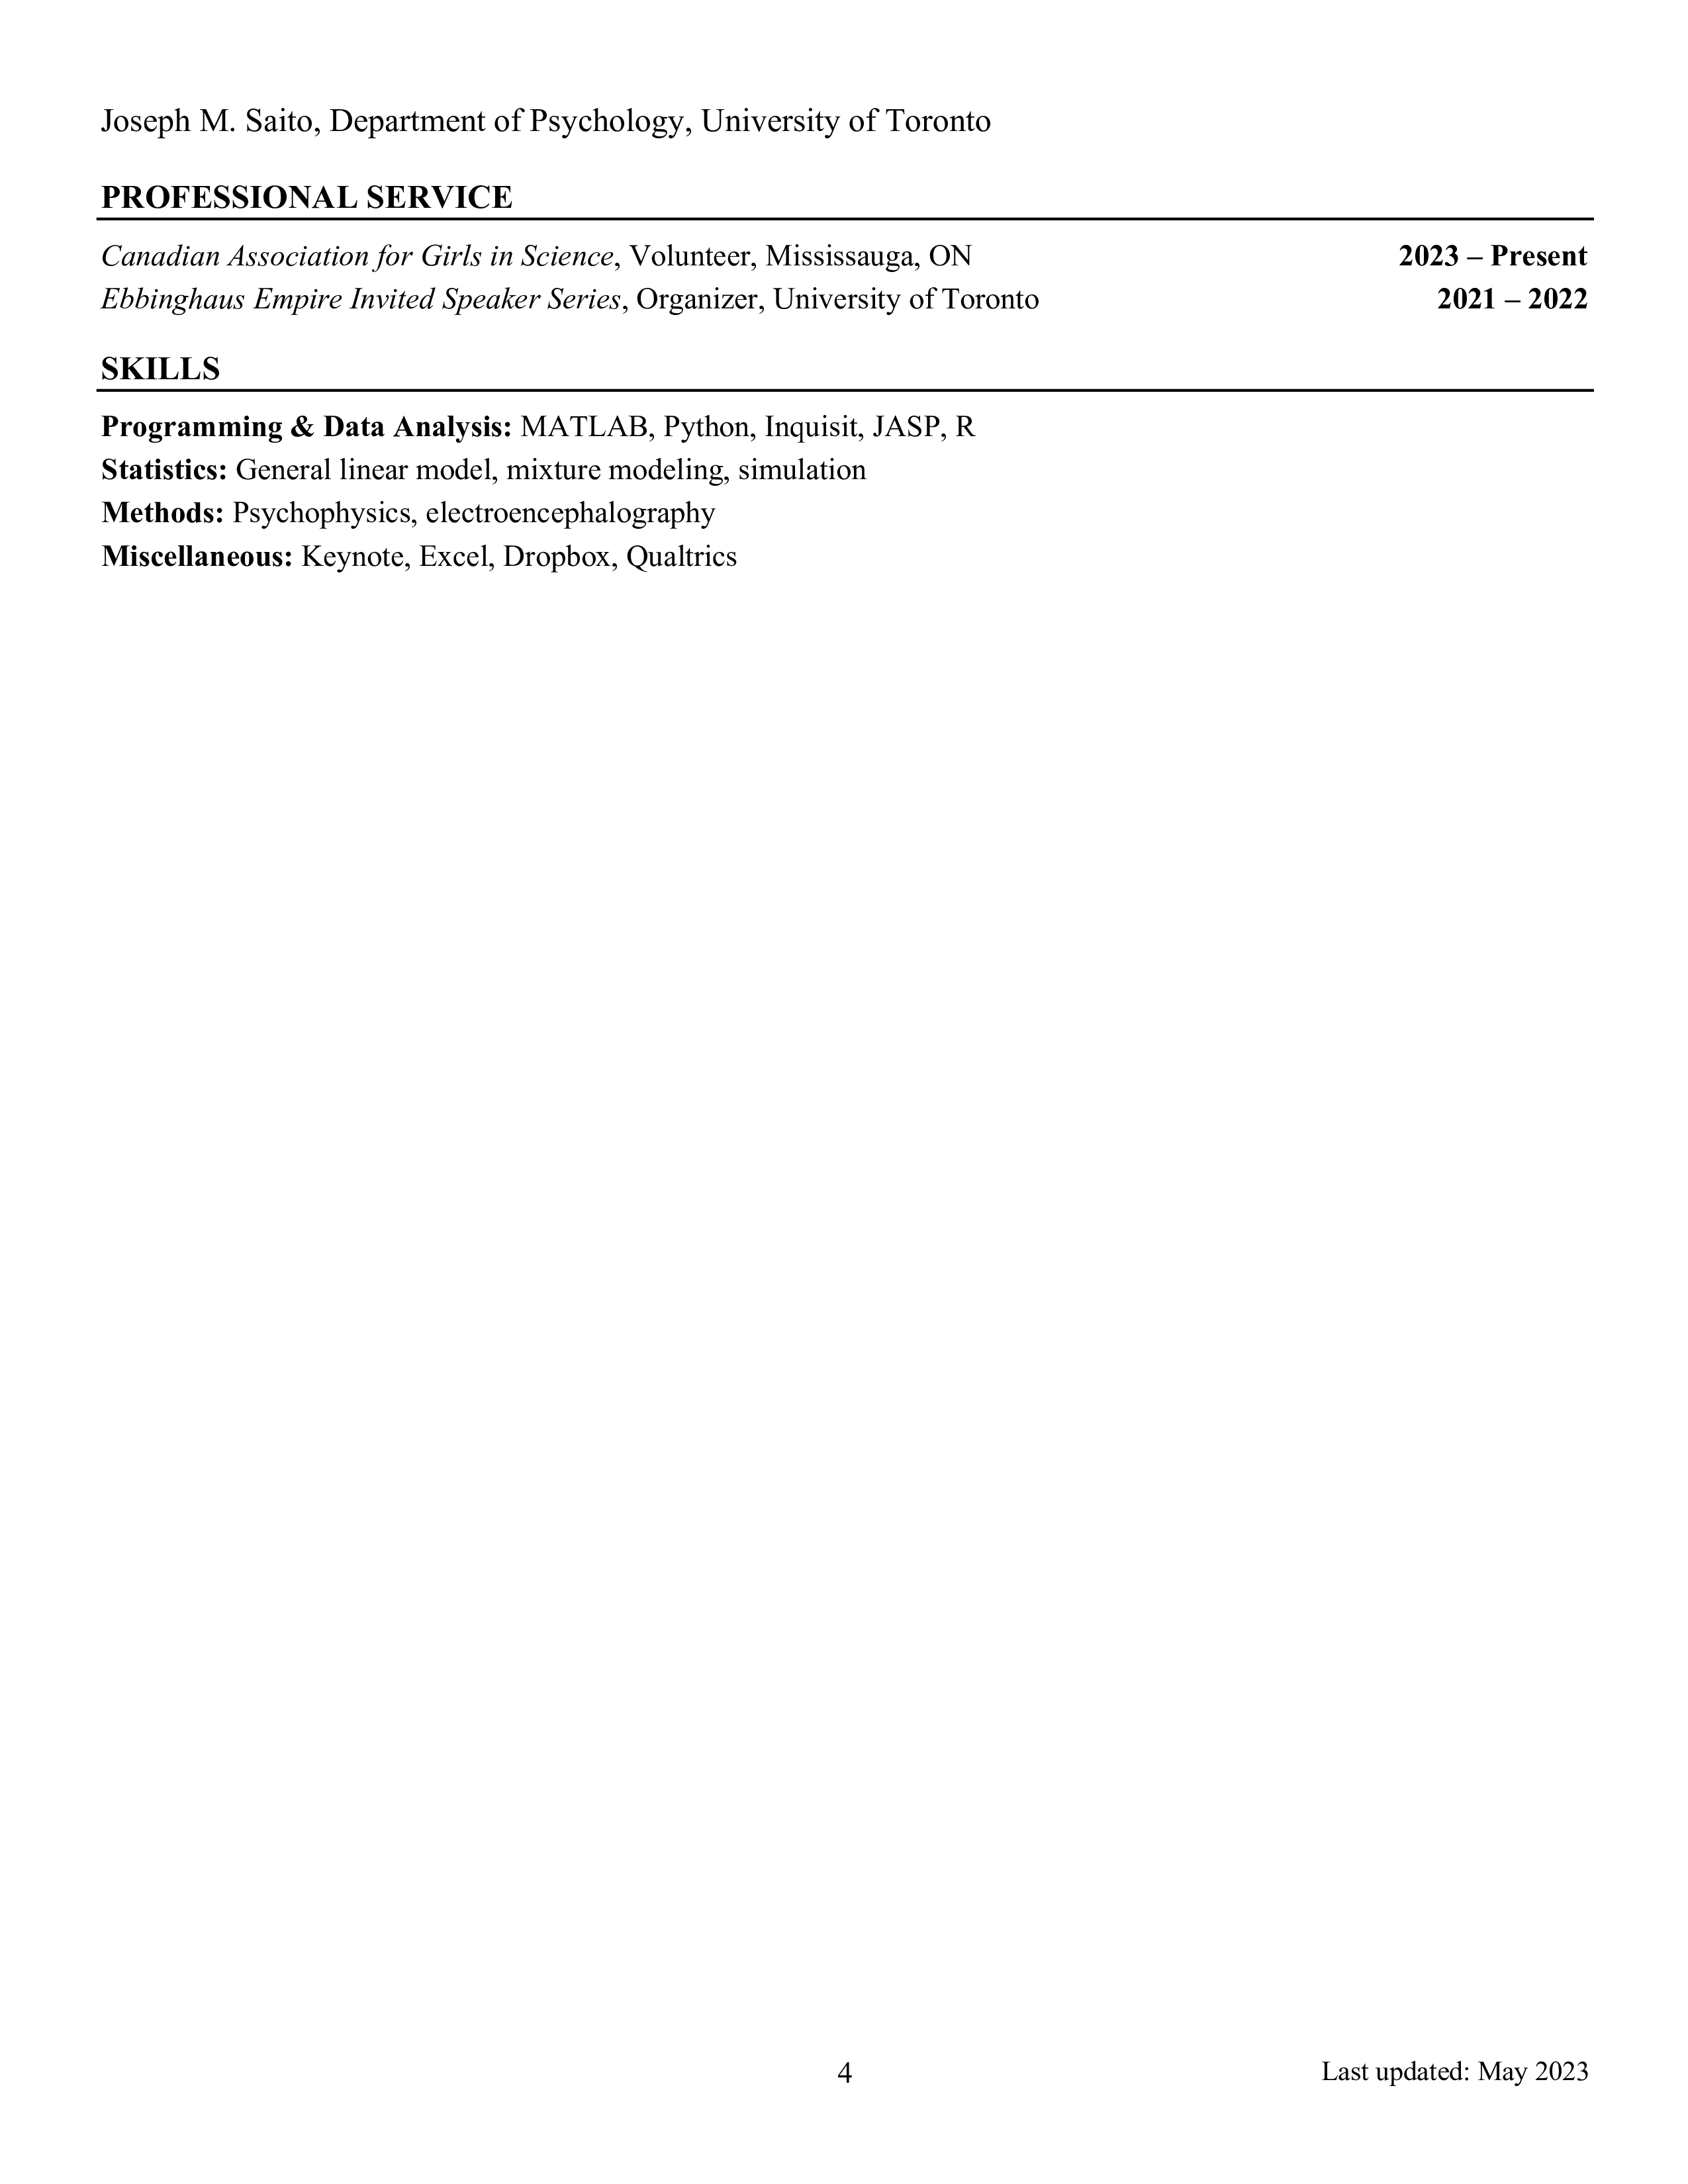 Joseph M. Saito, Department of Psychology, University of Toronto
PROFESSIONAL SERVICE
Canadian Association for Girls in Science, Volunteer, Mississauga, ON 2023 – Present
Ebbinghaus Empire Invited Speaker Series, Organizer, University of Toronto 2021 – 2022
SKILLS
Programming & Data Analysis: MATLAB, Python, Inquisit, JASP, R
Statistics: General linear model, mixture modeling, simulation
Methods: Psychophysics, electroencephalography
Miscellaneous: Keynote, Excel, Dropbox, Qualtrics
4 Last updated: May 2023